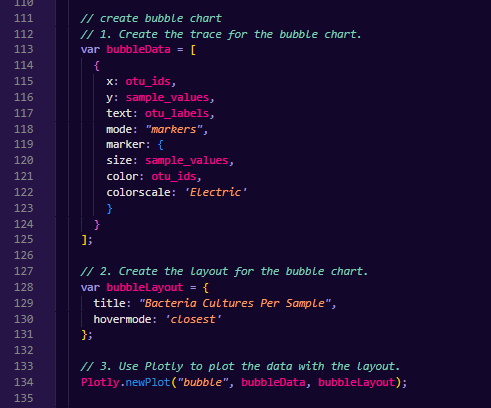 110
111 // create bubble chart
112 // 1. Create the trace for the bubble chart.
113 var bubbleData = [
114 {
115 x: otu_ids,
116 y: sample_values,
117 text: otu_labels,
118 mode: "markers",
119 marker: {
120 size: sample_values,
121 color: otu_ids,
122 colorscale: 'Electric'
123 }
124 }
125 ];
126
127 // 2. Create the layout for the bubble chart.
128 var bubbleLayout = {
129 title: "Bacteria Cultures Per Sample",
130 hovermode: 'closest'
131 };
132
133 // 3. Use Plotly to plot the data with the layout.
134 Plotly.newPlot("bubble", bubbleData, bubbleLayout);
135